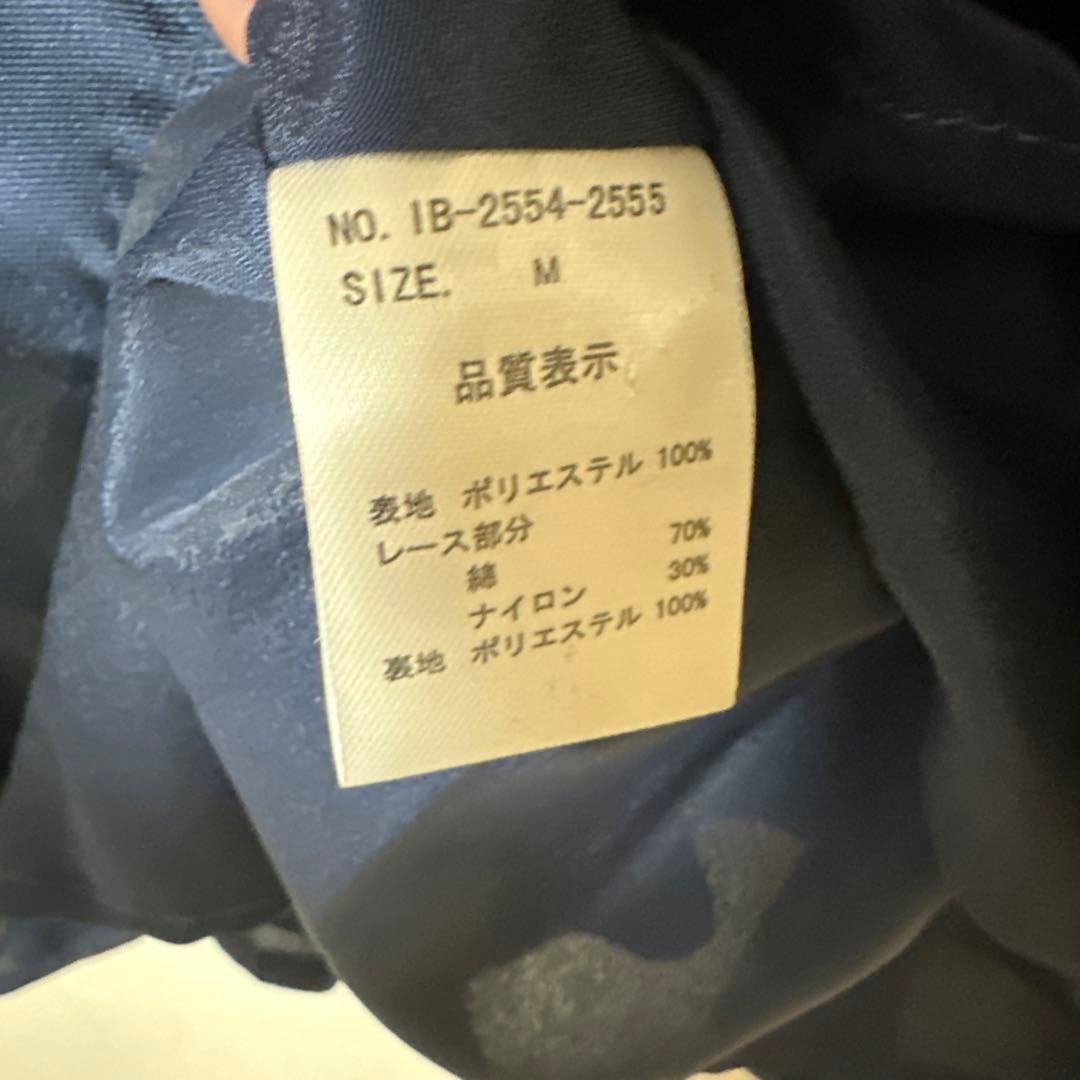 NO. IB-2554-2555
SIZE. M
品質表示
表地 ポリエステル 100%
レース部分
綿 70%
ナイロン 30%
裏地 ポリエステル 100%